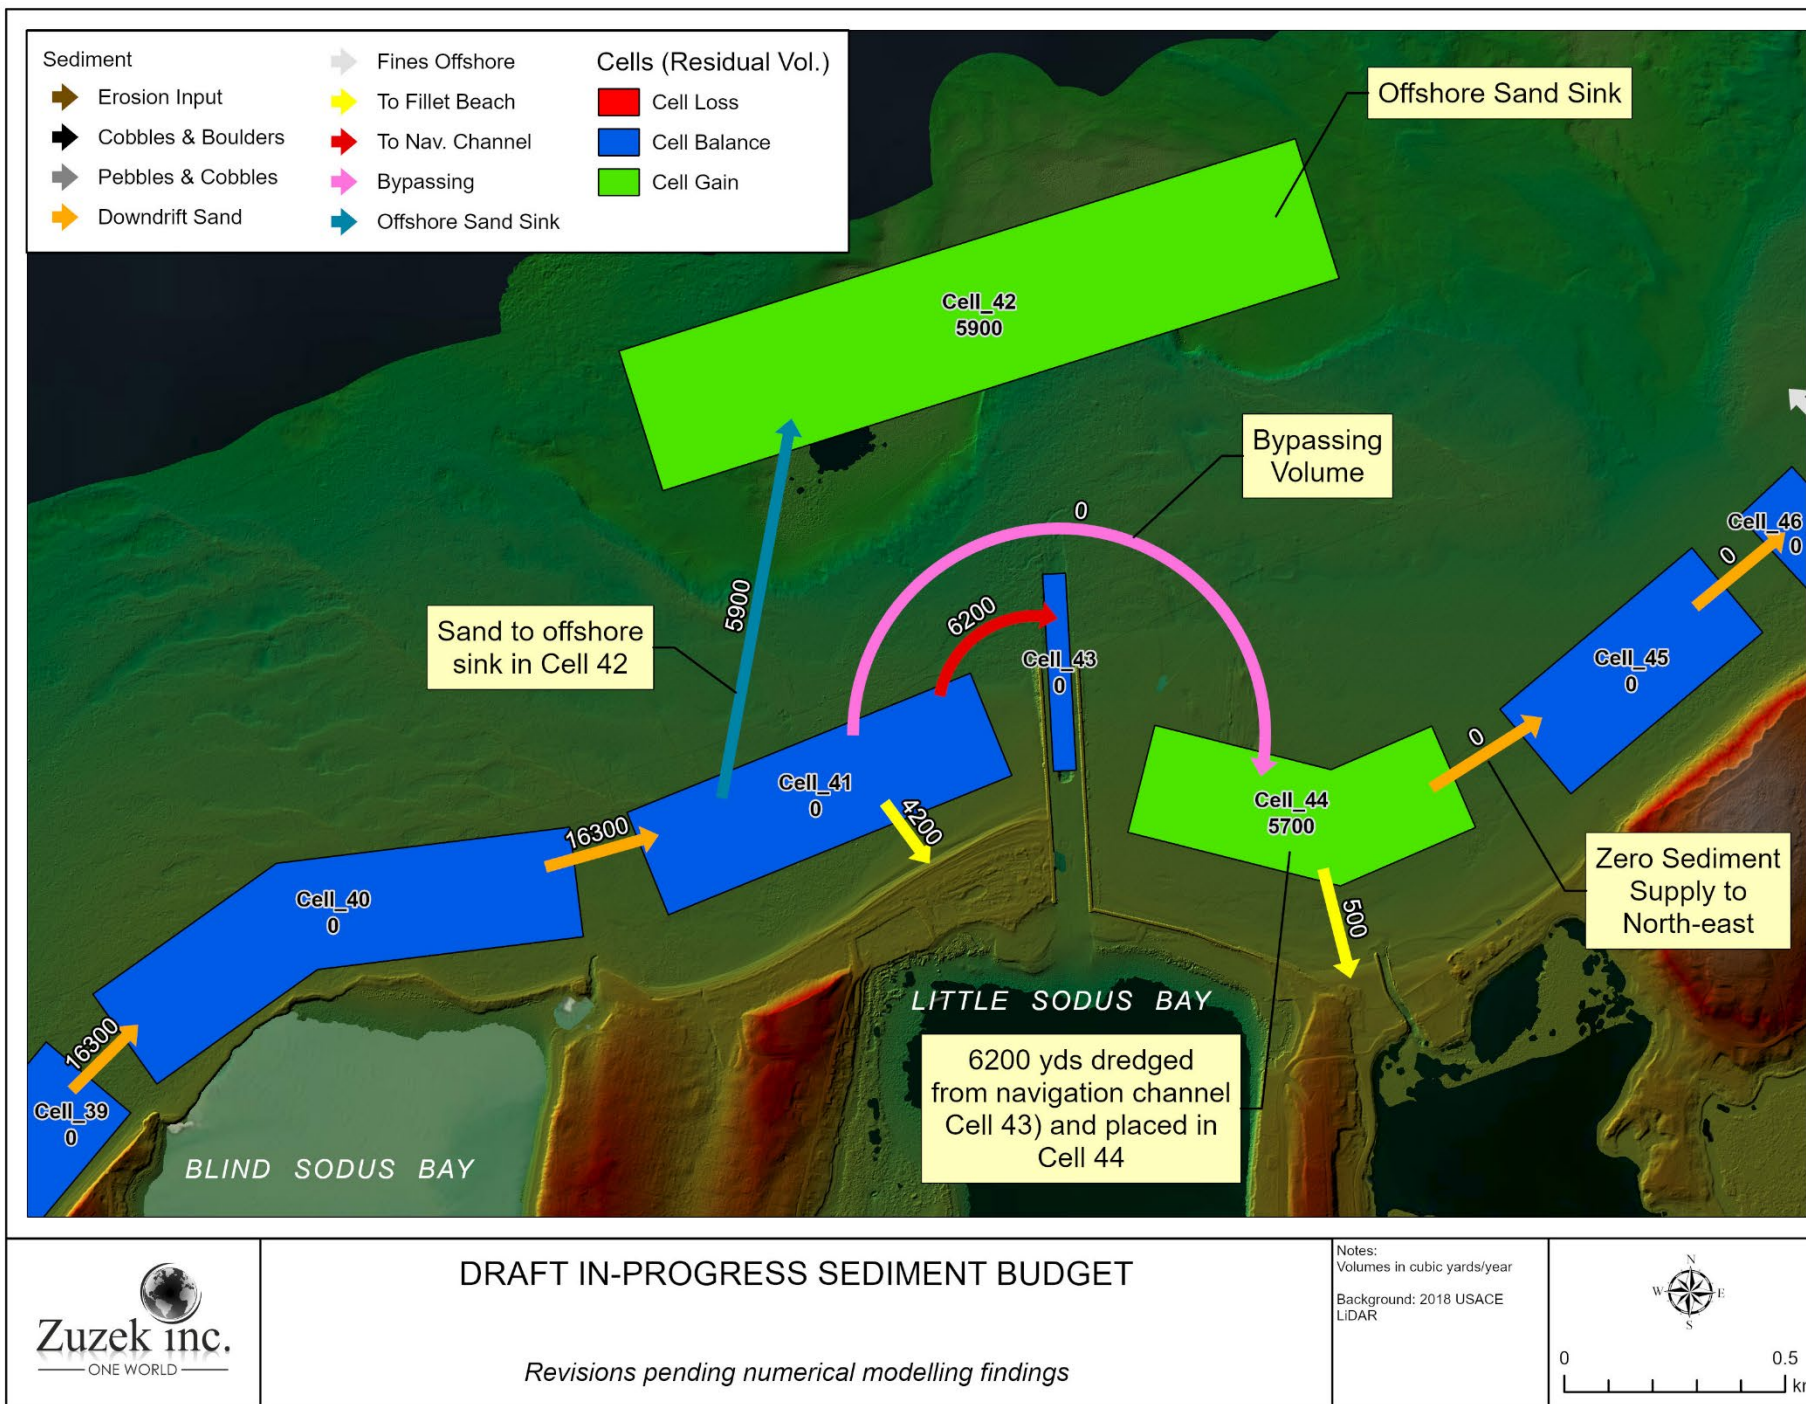 Sediment
Erosion Input
Cobbles & Boulders
Pebbles & Cobbles
Downdrift Sand
Fines Offshore
To Fillet Beach
To Nav. Channel
Bypassing
Offshore Sand Sink
Cells (Residual Vol.)
Cell Loss
Cell Balance
Cell Gain
Offshore Sand Sink
Cell_42
5900
Bypassing
Volume
0
Cell_46
0
0
5900
6200
Sand to offshore
sink in Cell 42
Cell_43
0
Cell_45
0
0
Cell_41
0
4200
Cell_44
5700
16300
Cell_40
0
Zero Sediment
Supply to
North-east
500
16300
Cell_39
0
LITTLE SODUS BAY
6200 yds dredged
from navigation channel
Cell 43) and placed in
Cell 44
BLIND SODUS BAY
Zuzek inc.
ONE WORLD
DRAFT IN-PROGRESS SEDIMENT BUDGET
Revisions pending numerical modelling findings
Notes:
Volumes in cubic yards/year
Background: 2018 USACE
LiDAR
N
W E
S
0 0.5